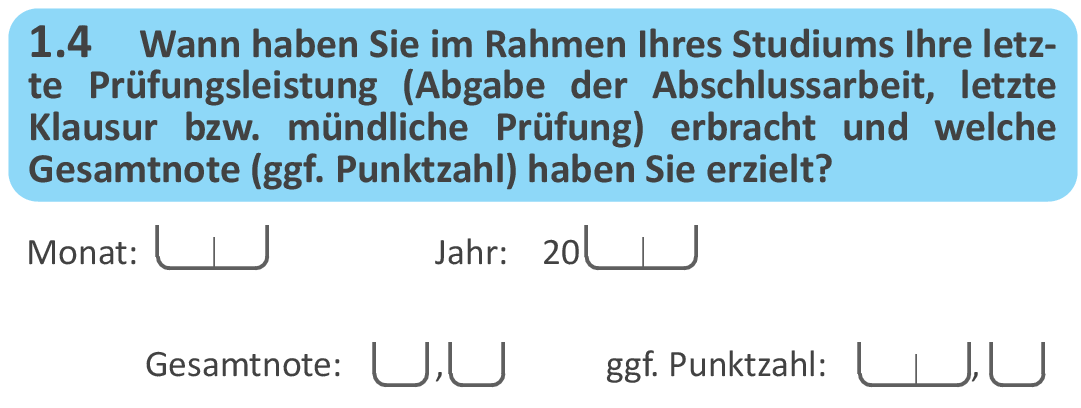 1.4 Wann haben Sie im Rahmen Ihres Studiums Ihre letz-
te Prüfungsleistung (Abgabe der Abschlussarbeit, letzte
Klausur bzw. mündliche Prüfung) erbracht und welche
Gesamtnote (ggf. Punktzahl) haben Sie erzielt?
Monat: Jahr: 20
Gesamtnote: , ggf. Punktzahl: ,